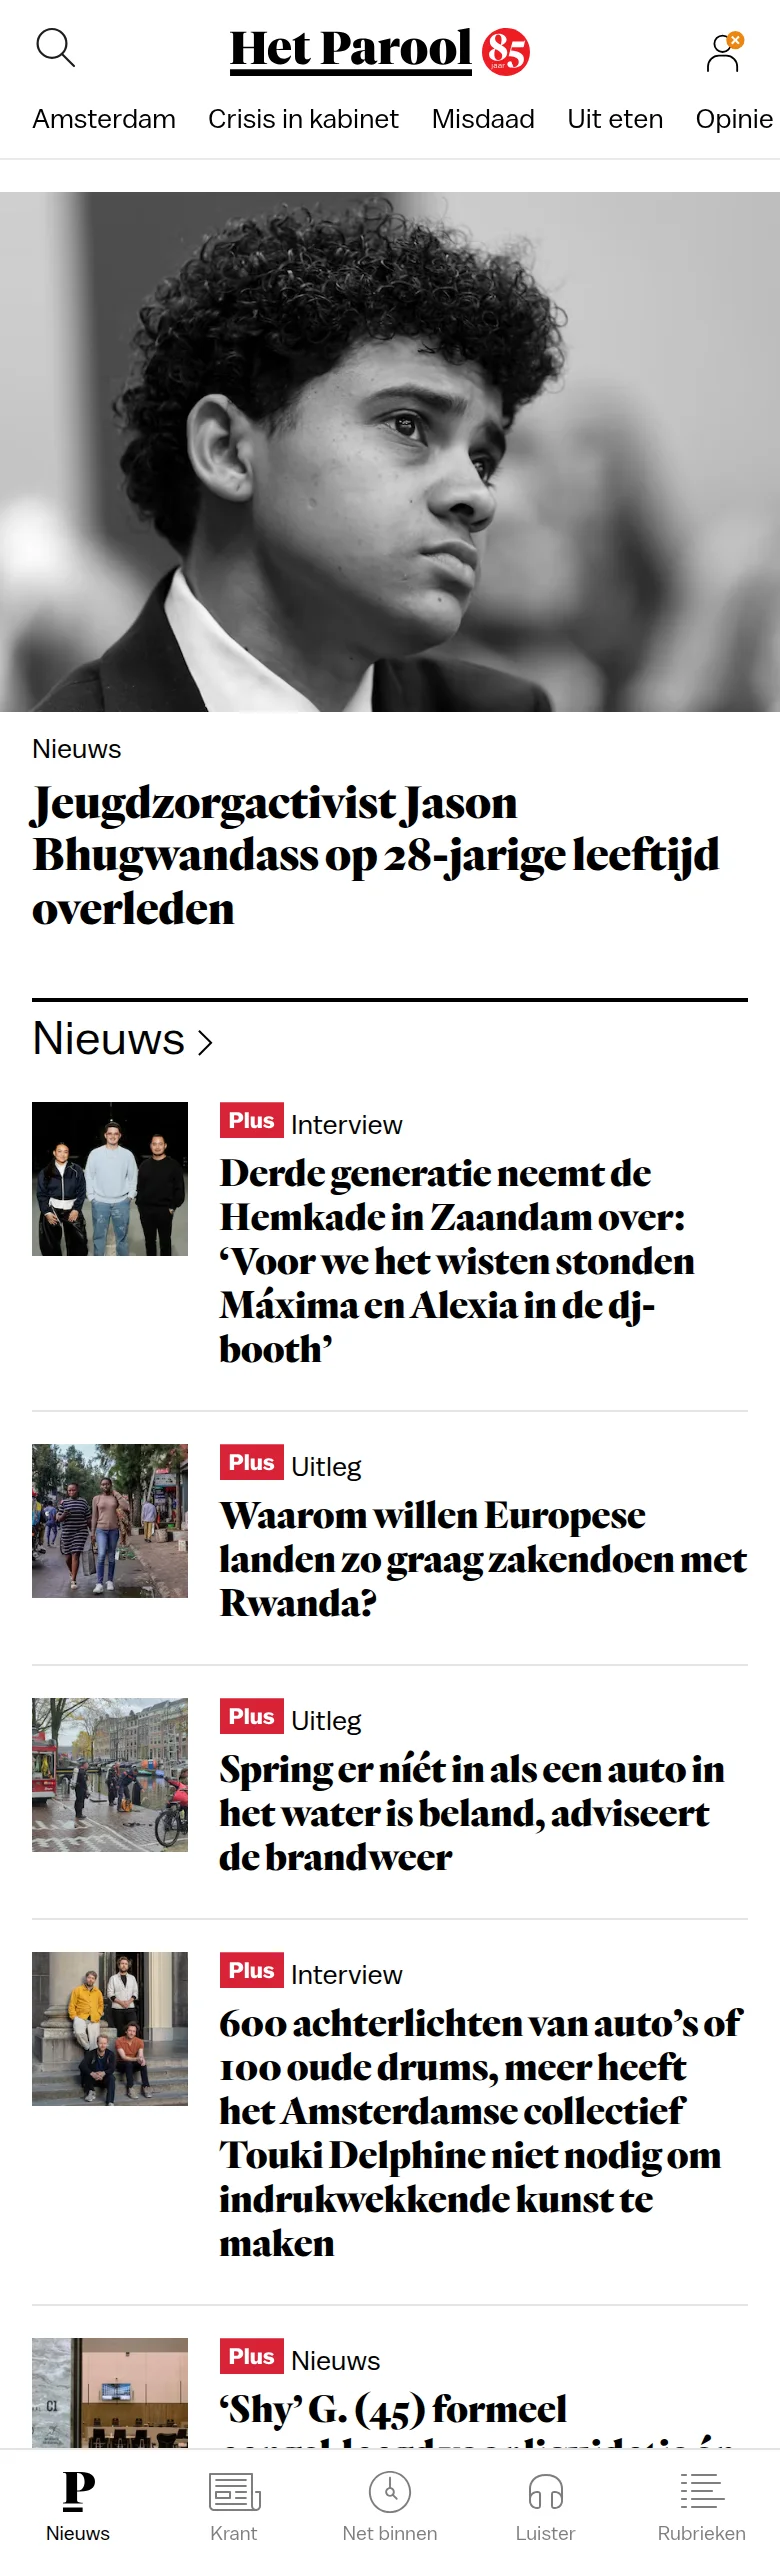 Het Parool 85 jaar
Amsterdam Crisis in kabinet Misdaad Uit eten Opinie
Nieuws
Jeugdzorgactivist Jason
Bhugwandass op 28-jarige leeftijd
overleden
Nieuws
Plus Interview
Derde generatie neemt de
Hemkade in Zaandam over:
‘Voor we het wisten stonden
Máxima en Alexia in de dj-
booth’
Plus Uitleg
Waarom willen Europese
landen zo graag zakendoen met
Rwanda?
Plus Uitleg
Spring er níét in als een auto in
het water is beland, adviseert
de brandweer
Plus Interview
600 achterlichten van auto’s of
100 oude drums, meer heeft
het Amsterdamse collectief
Touki Delphine niet nodig om
indrukwekkende kunst te
maken
CI
Plus Nieuws
‘Shy’ G. (45) formeel
P
Nieuws Krant Net binnen Luister Rubrieken